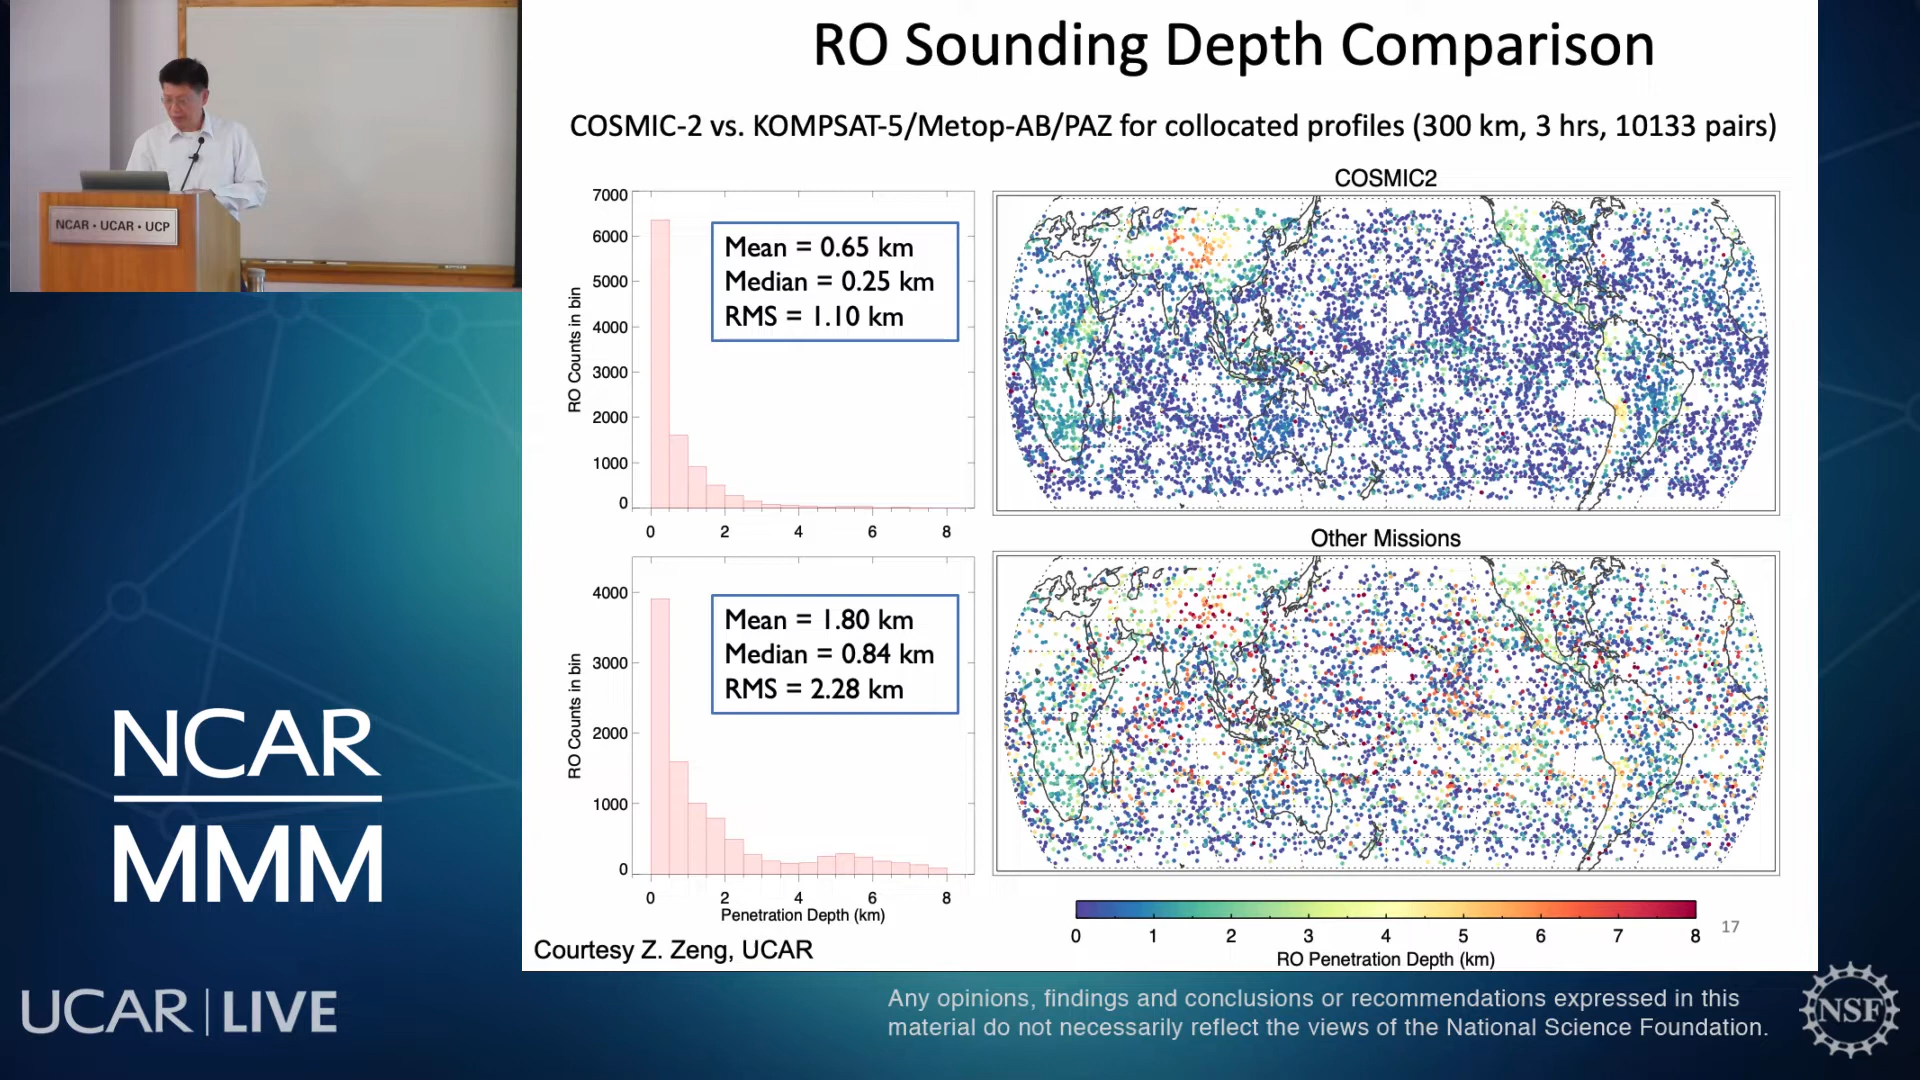 RO Sounding Depth Comparison
COSMIC-2 vs. KOMPSAT-5/Metop-AB/PAZ for collocated profiles (300 km, 3 hrs, 10133 pairs)
NCAR • UCAR • UCP
7000
6000
5000
4000
3000
2000
1000
0
RO Counts in bin
Mean = 0.65 km
Median = 0.25 km
RMS = 1.10 km
0 2 4 6 8
COSMIC2
4000
3000
2000
1000
0
RO Counts in bin
Mean = 1.80 km
Median = 0.84 km
RMS = 2.28 km
0 2 4 6 8
Penetration Depth (km)
Other Missions
0 1 2 3 4 5 6 7 8
RO Penetration Depth (km)
17
Courtesy Z. Zeng, UCAR
NCAR
MMM
UCAR | LIVE
Any opinions, findings and conclusions or recommendations expressed in this
material do not necessarily reflect the views of the National Science Foundation.
NSF